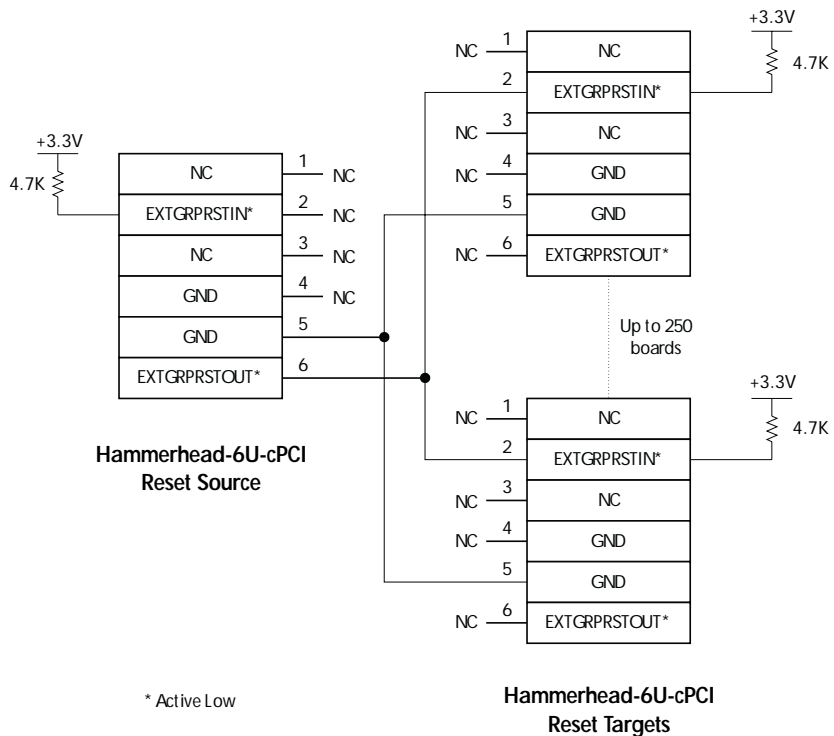 +3.3V
4.7K
NC
1
NC
EXTGRPRSTIN*
2
NC
NC
3
NC
GND
4
NC
GND
5
EXTGRPRSTOUT*
6
Hammerhead-6U-cPCI
Reset Source
+3.3V
4.7K
NC
1
NC
2
EXTGRPRSTIN*
NC
3
NC
NC
4
GND
5
GND
NC
6
EXTGRPRSTOUT*
Up to 250
boards
+3.3V
4.7K
NC
1
NC
2
EXTGRPRSTIN*
NC
3
NC
NC
4
GND
5
GND
NC
6
EXTGRPRSTOUT*
Hammerhead-6U-cPCI
Reset Targets
* Active Low